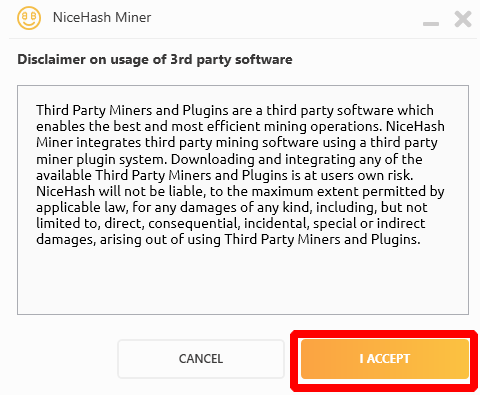 NiceHash Miner
Disclaimer on usage of 3rd party software
Third Party Miners and Plugins are a third party software which
enables the best and most efficient mining operations. NiceHash
Miner integrates third party mining software using a third party
miner plugin system. Downloading and integrating any of the
available Third Party Miners and Plugins is at users own risk.
NiceHash will not be liable, to the maximum extent permitted by
applicable law, for any damages of any kind, including, but not
limited to, direct, consequential, incidental, special or indirect
damages, arising out of using Third Party Miners and Plugins.
CANCEL
I ACCEPT